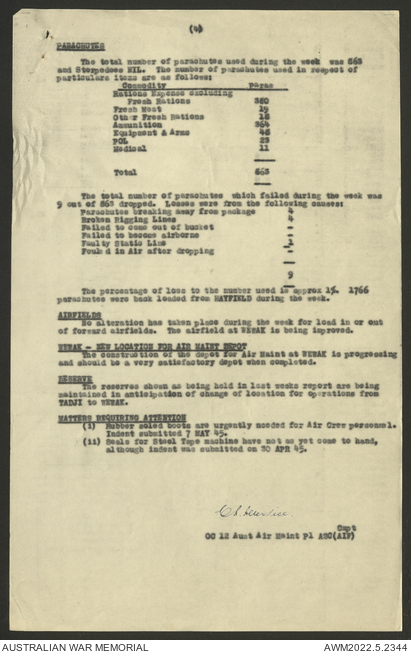 (4)
PARACHUTES
The total number of parachutes used during the week was 863
and Storpedoes NIL. The number of parachutes used in respect of
particular items are as follows:
Commodity Paras
Rations Expense excluding
Fresh Rations 380
Fresh Meat 19
Other Fresh Rations 18
Ammunition 364
Equipment & Arms 48
POL 23
Medical 11
Total 863
The total number of parachutes which failed during the week was
9 out of 863 dropped. Losses were from the following causes:
Parachutes breaking away from package 4
Broken Rigging Lines 4
Failed to come out of bucket -
Failed to become airborne -
Faulty Static Line 1
Fouled in Air after dropping -
9
The percentage of loss to the number used is approx 1%. 1766
parachutes were back loaded from HAYFIELD during the week.
AIRFIELDS
No alteration has taken place during the week for load in or out
of forward airfields. The airfield at WEWAK is being improved.
WEWAK - NEW LOCATION FOR AIR MAINT DEPOT
The construction of the depot for Air Maint at WEWAK is progressing
and should be a very satisfactory depot when completed.
RESERVE
The reserves shown as being held in last weeks report are being
maintained in anticipation of change of location for operations from
TADJI to WEWAK.
MATTERS REQUIRING ATTENTION
(i) Rubber soled boots are urgently needed for Air Crew personnel.
Indent submitted 7 MAY 45.
(ii) Seals for Steel Tape machine have not as yet come to hand,
although indent was submitted on 30 APR 45.
Capt
OC 12 Aust Air Maint Pl AASC(AIF)
AUSTRALIAN WAR MEMORIAL
AWM2022.5.2344